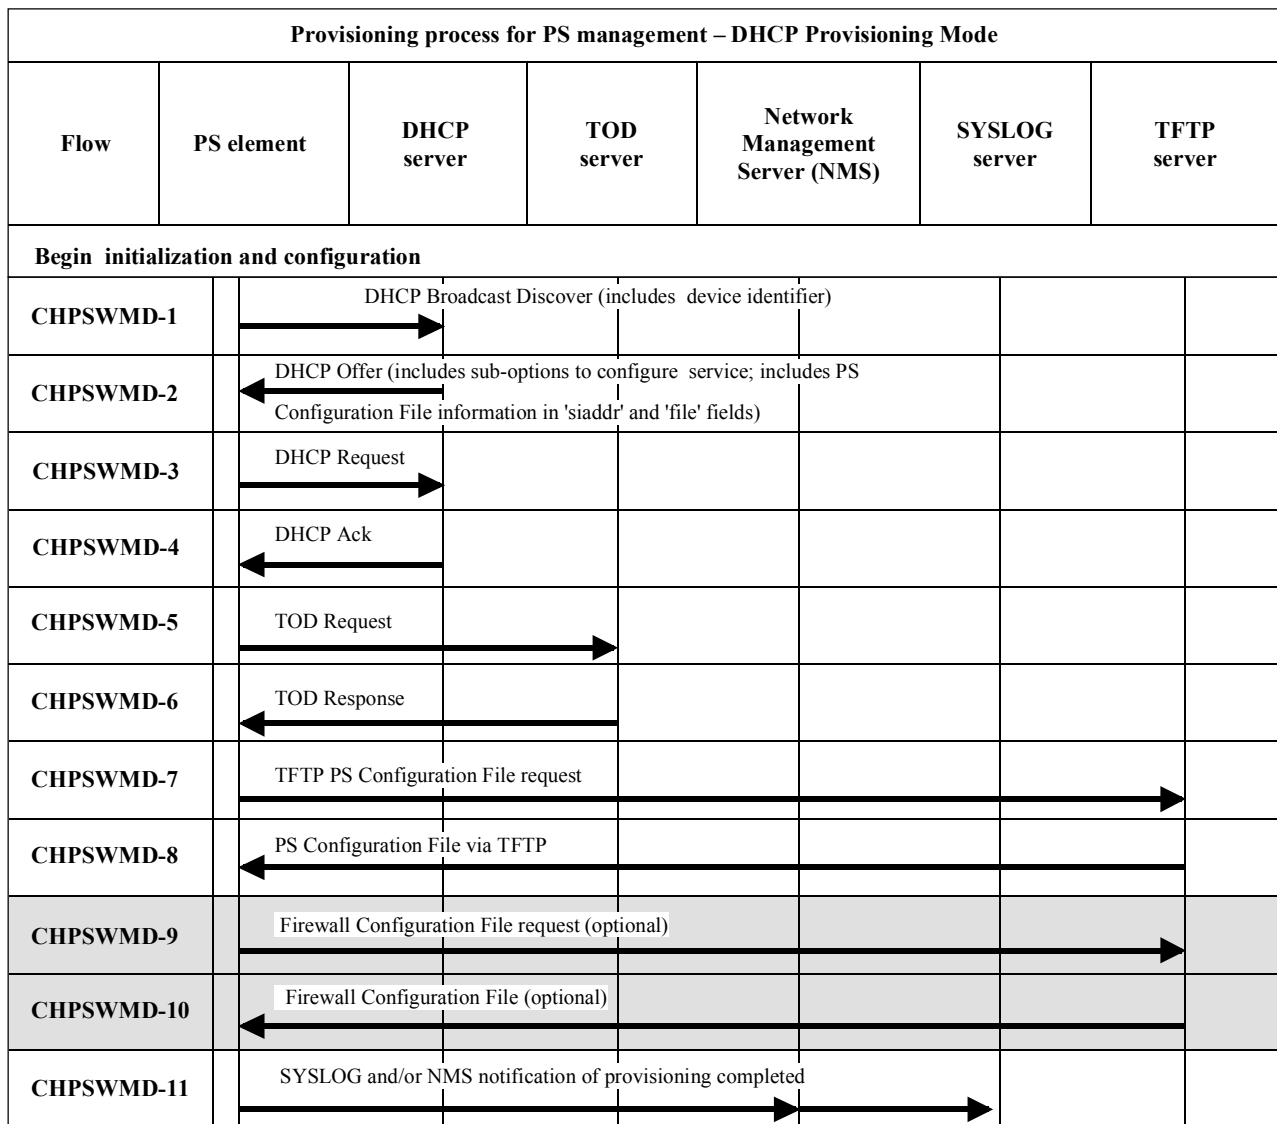 Provisioning process for PS management – DHCP Provisioning Mode
Flow
PS element
DHCP
server
TOD
server
Network
Management
Server (NMS)
SYSLOG
server
TFTP
server
Begin initialization and configuration
CHPSWMD-1
DHCP Broadcast Discover (includes device identifier)
CHPSWMD-2
DHCP Offer (includes sub-options to configure service; includes PS
Configuration File information in 'siaddr' and 'file' fields)
CHPSWMD-3
DHCP Request
CHPSWMD-4
DHCP Ack
CHPSWMD-5
TOD Request
CHPSWMD-6
TOD Response
CHPSWMD-7
TFTP PS Configuration File request
CHPSWMD-8
PS Configuration File via TFTP
CHPSWMD-9
Firewall Configuration File request (optional)
CHPSWMD-10
Firewall Configuration File (optional)
CHPSWMD-11
SYSLOG and/or NMS notification of provisioning completed